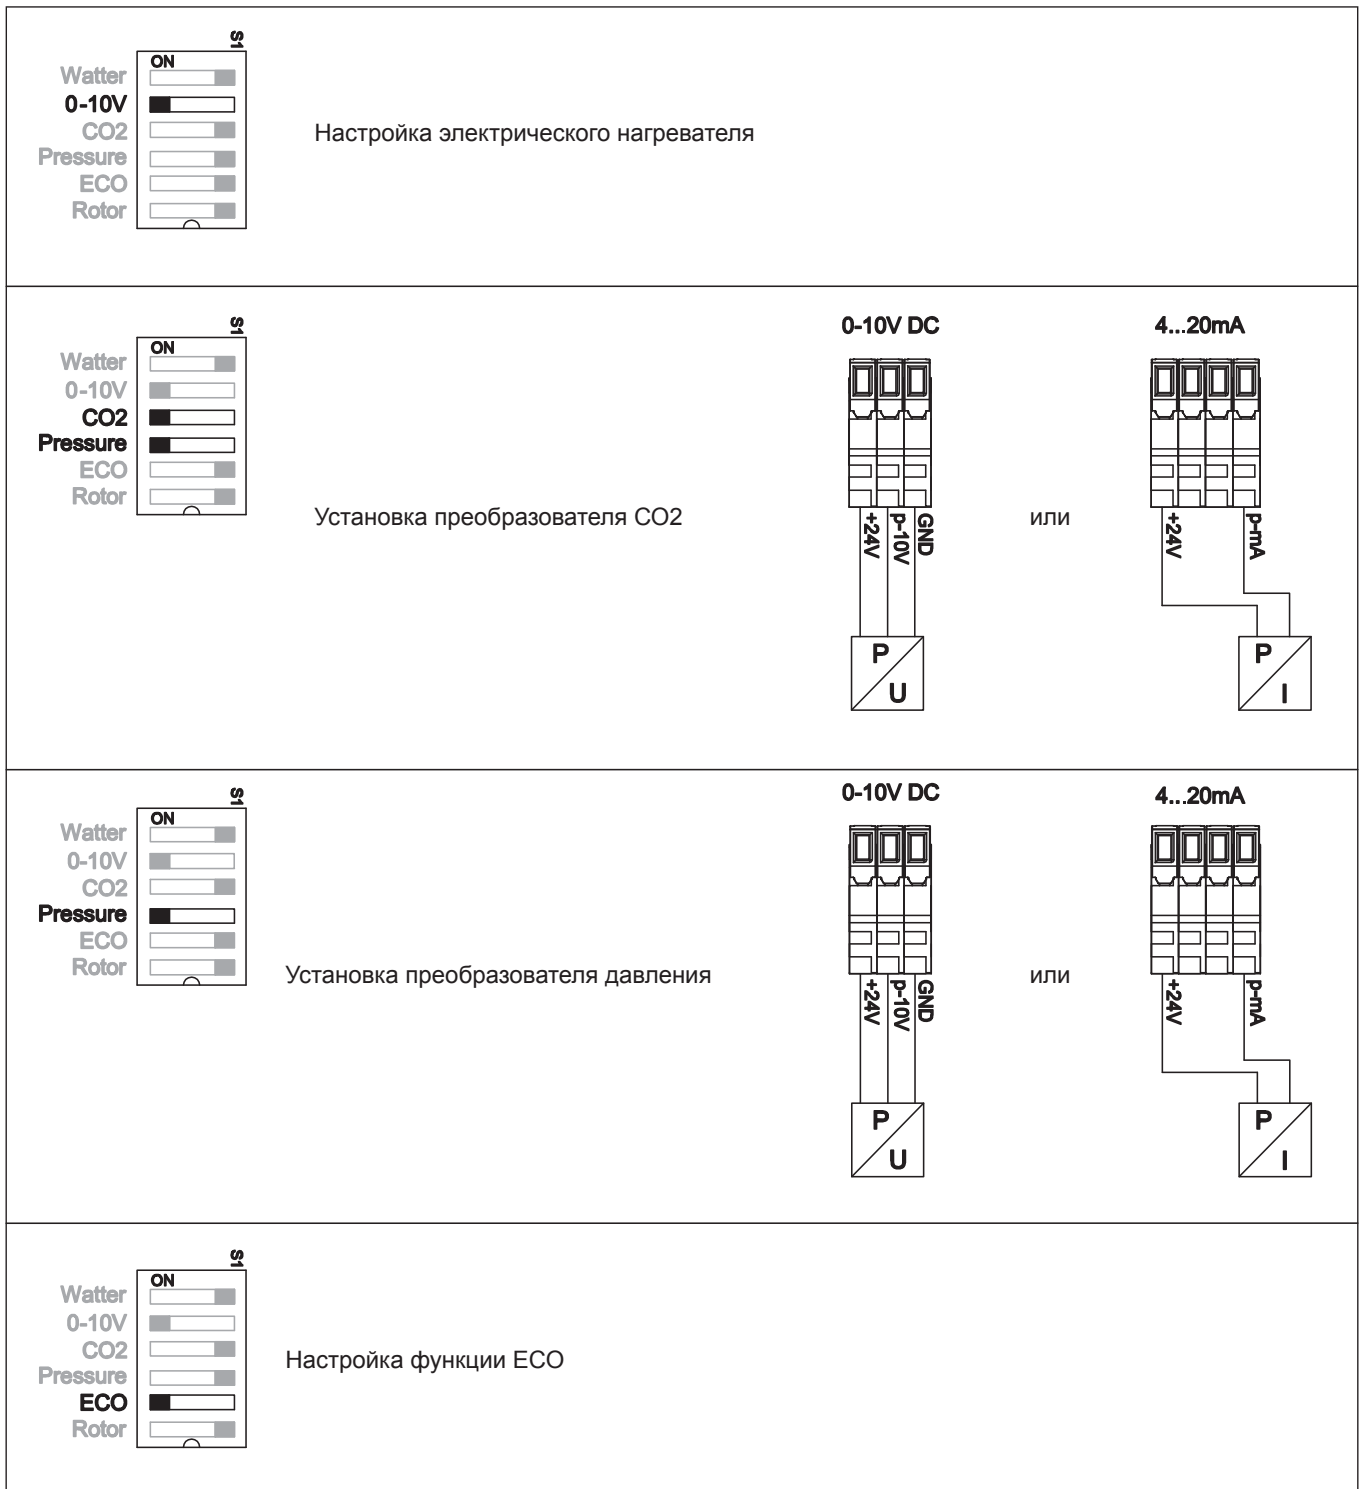 S1
ON
Watter
0-10V
CO2
Pressure
ECO
Rotor
Настройка электрического нагревателя
S1
ON
Watter
0-10V
CO2
Pressure
ECO
Rotor
Установка преобразователя CO2
0-10V DC
+24V
p-10V
GND
P
U
или
4...20mA
+24V
p-mA
P
I
S1
ON
Watter
0-10V
CO2
Pressure
ECO
Rotor
Установка преобразователя давления
0-10V DC
+24V
p-10V
GND
P
U
или
4...20mA
+24V
p-mA
P
I
S1
ON
Watter
0-10V
CO2
Pressure
ECO
Rotor
Настройка функции ECO